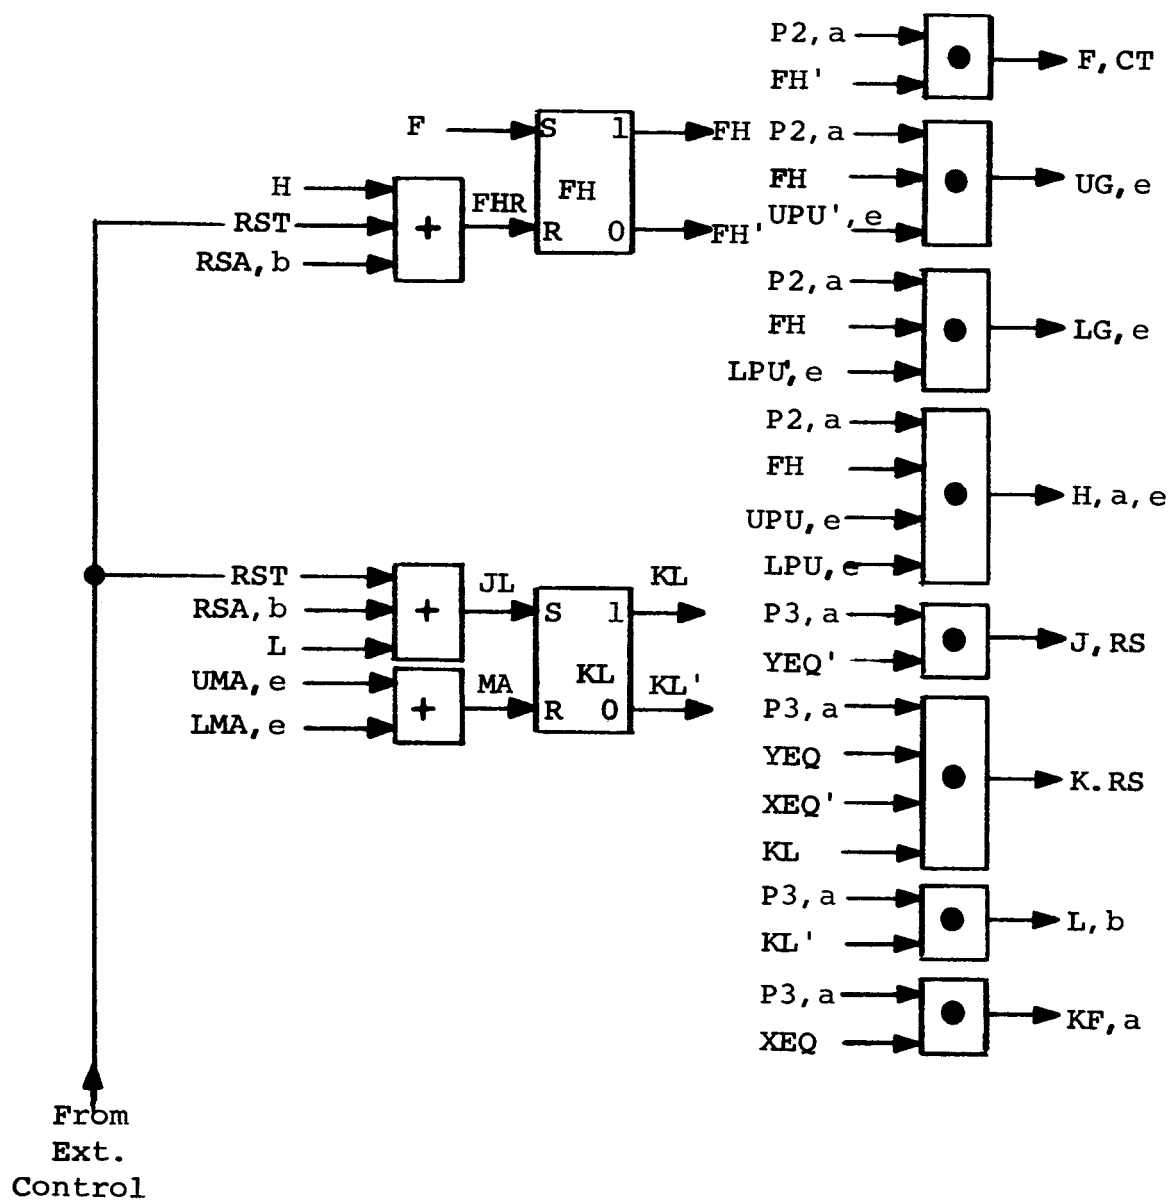 F
H
RST
RSA,b
+
FHR
S 1
FH
R 0
FH
FH'
RST
RSA,b
L
+
JL
UMA,e
LMA,e
+
MA
S 1
KL
R 0
KL
KL'
From
Ext.
Control
P2,a
FH'
F,CT
P2,a
FH
UPU',e
UG,e
P2,a
FH
LPU',e
LG,e
P2,a
FH
UPU,e
LPU,e
H,a,e
P3,a
YEQ'
J,RS
P3,a
YEQ
XEQ'
KL
K.RS
P3,a
KL'
L,b
P3,a
XEQ
KF,a